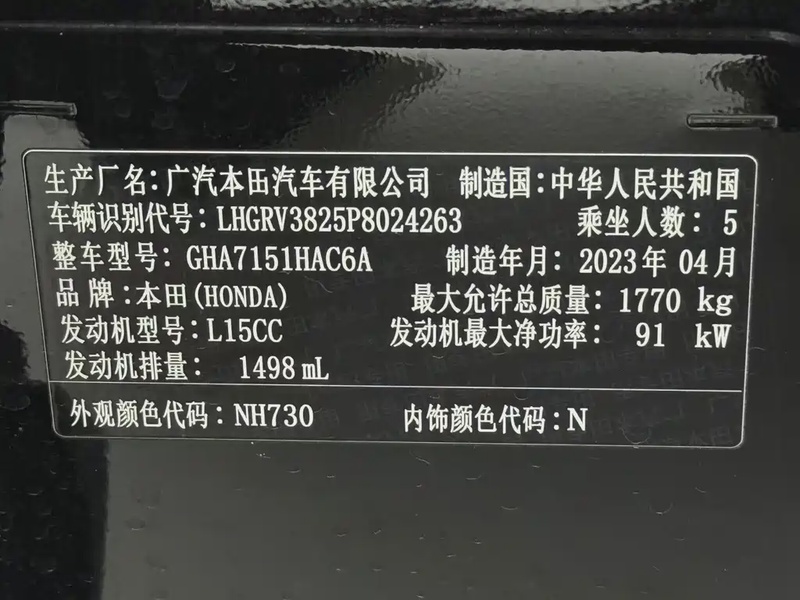 生产厂名:广汽本田汽车有限公司 制造国:中华人民共和国
车辆识别代号:LHGRV3825P8024263 乘坐人数:5
整车型号:GHA7151HAC6A 制造年月:2023年04月
品牌:本田(HONDA) 最大允许总质量:1770 kg
发动机型号:L15CC 发动机最大净功率:91 kW
发动机排量:1498 mL
外观颜色代码:NH730 内饰颜色代码:N